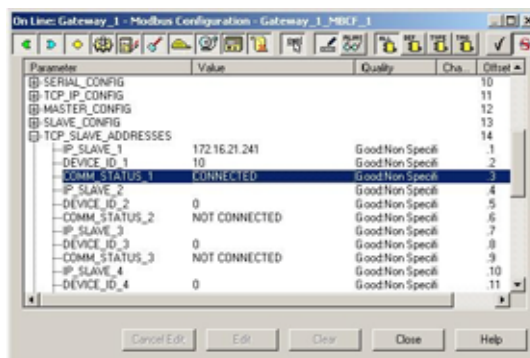 On Line: Gateway_1 - Modbus Configuration - Gateway_1_MBCF_1
Parameter Value Quality Cha... Offset
SERIAL_CONFIG 10
TCP_IP_CONFIG 11
MASTER_CONFIG 12
SLAVE_CONFIG 13
TCP_SLAVE_ADDRESSES 14
IP_SLAVE_1 172.16.21.241 Good:Non Specifi .1
DEVICE_ID_1 10 Good:Non Specifi .2
COMM_STATUS_1 CONNECTED Good:Non Specifi .3
IP_SLAVE_2 Good:Non Specifi .4
DEVICE_ID_2 0 Good:Non Specifi .5
COMM_STATUS_2 NOT CONNECTED Good:Non Specifi .6
IP_SLAVE_3 Good:Non Specifi .7
DEVICE_ID_3 0 Good:Non Specifi .8
COMM_STATUS_3 NOT CONNECTED Good:Non Specifi .9
IP_SLAVE_4 Good:Non Specifi .10
DEVICE_ID_4 0 Good:Non Specifi .11
Cancel Edit Edit Clear Close Help